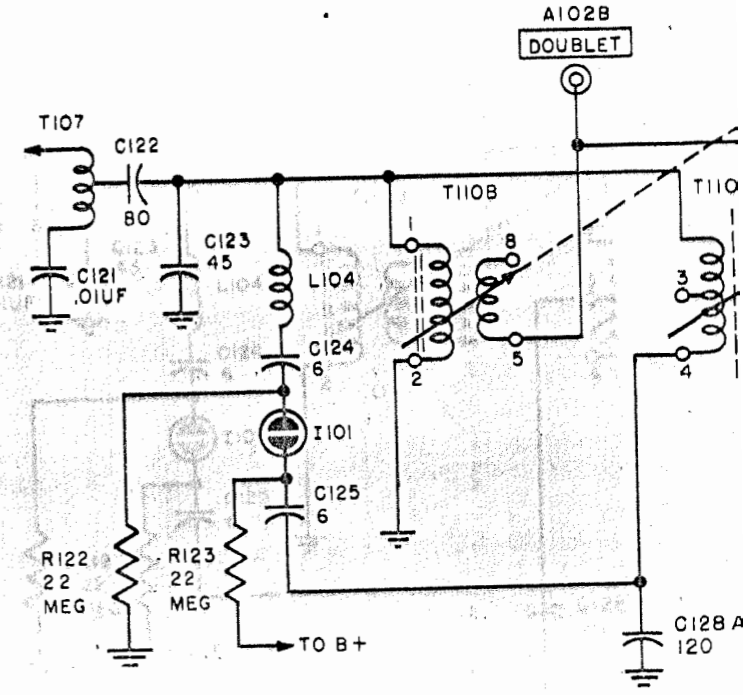 A102B
DOUBLET
T107
C122
80
T110B
T110
C123
45
L104
1
8
3
C121
.01UF
C124
6
2
5
4
I101
C125
6
R122
22
MEG
R123
22
MEG
TO B+
C128A
120